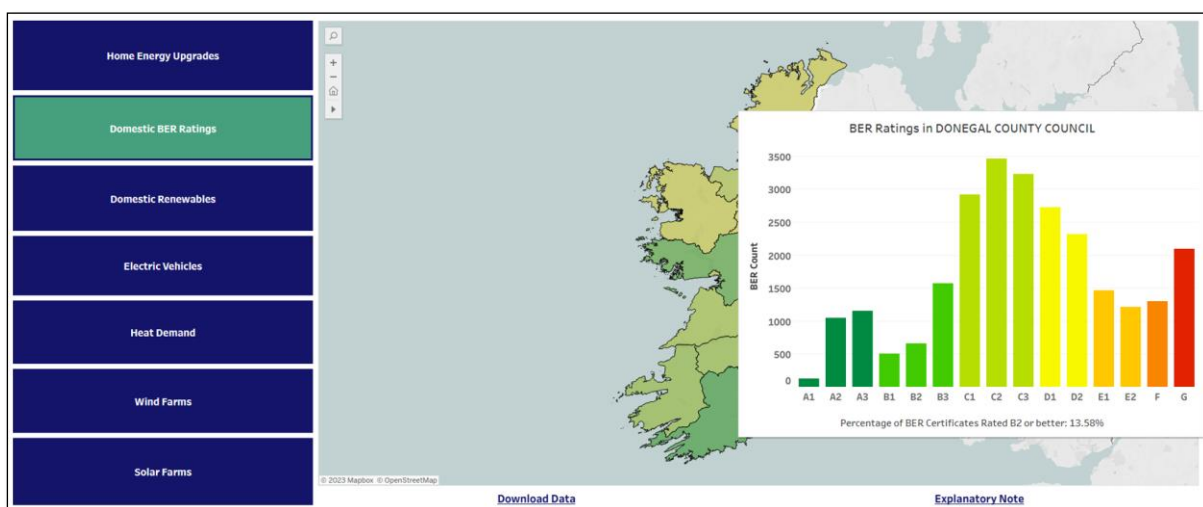 Home Energy Upgrades
Domestic BER Ratings
Domestic Renewables
Electric Vehicles
Heat Demand
Wind Farms
Solar Farms
BER Ratings in DONEGAL COUNTY COUNCIL
BER Count
3500
3000
2500
2000
1500
1000
500
0
A1 A2 A3 B1 B2 B3 C1 C2 C3 D1 D2 E1 E2 F G
Percentage of BER Certificates Rated B2 or better: 13.58%
© 2023 Mapbox © OpenStreetMap
Download Data
Explanatory Note